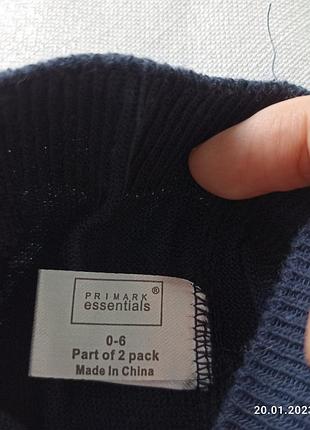 PRIMARK®
essentials
0-6
Part of 2 pack
Made In China
20.01.2023